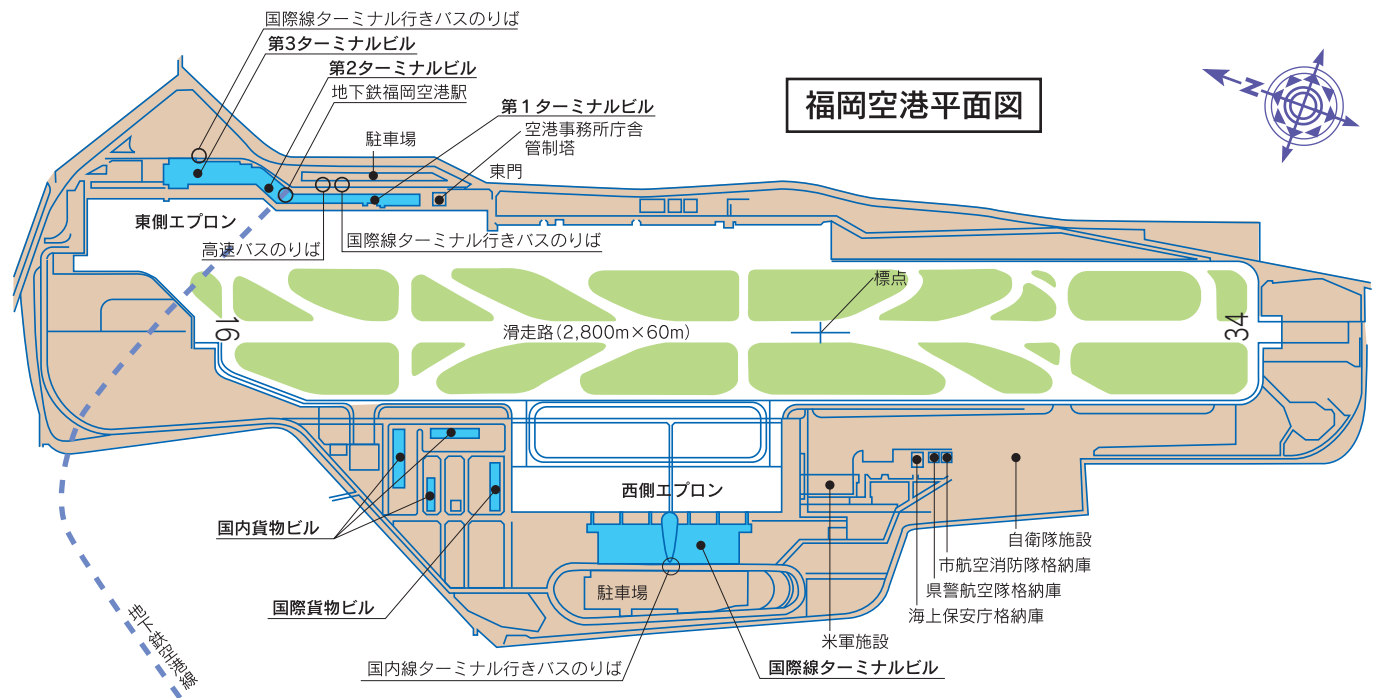 国際線ターミナル行きバスのりば
第3ターミナルビル
第2ターミナルビル
地下鉄福岡空港駅
第1ターミナルビル
空港事務所庁舎
管制塔
駐車場
東門
福岡空港平面図
N
東側エプロン
高速バスのりば
国際線ターミナル行きバスのりば
標点
16
滑走路(2,800m×60m)
34
西側エプロン
国内貨物ビル
国際貨物ビル
駐車場
自衛隊施設
市航空消防隊格納庫
県警航空隊格納庫
海上保安庁格納庫
米軍施設
国内線ターミナル行きバスのりば
国際線ターミナルビル
地下鉄空港線